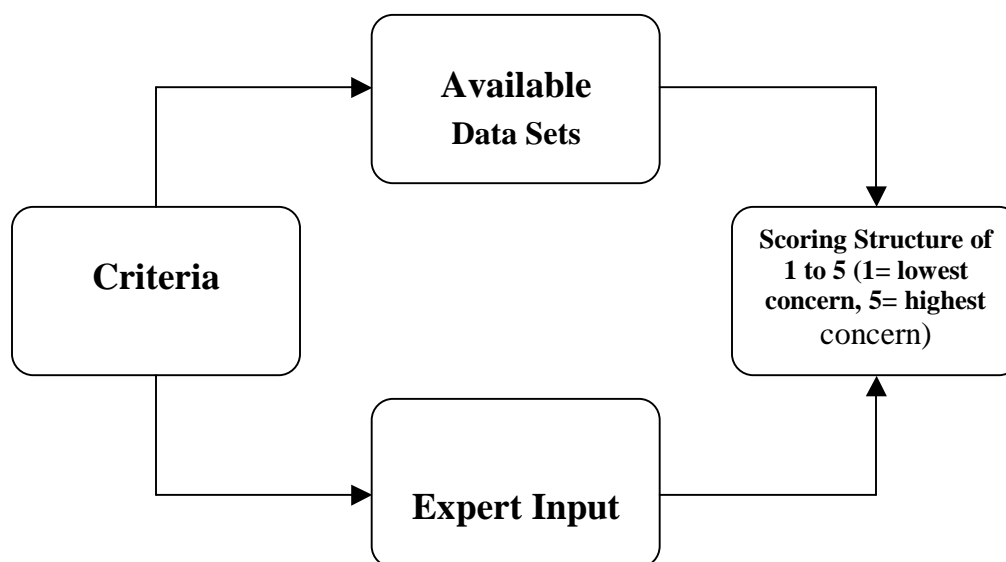 Available
Data Sets
Criteria
Scoring Structure of
1 to 5 (1= lowest
concern, 5= highest
concern)
Expert Input